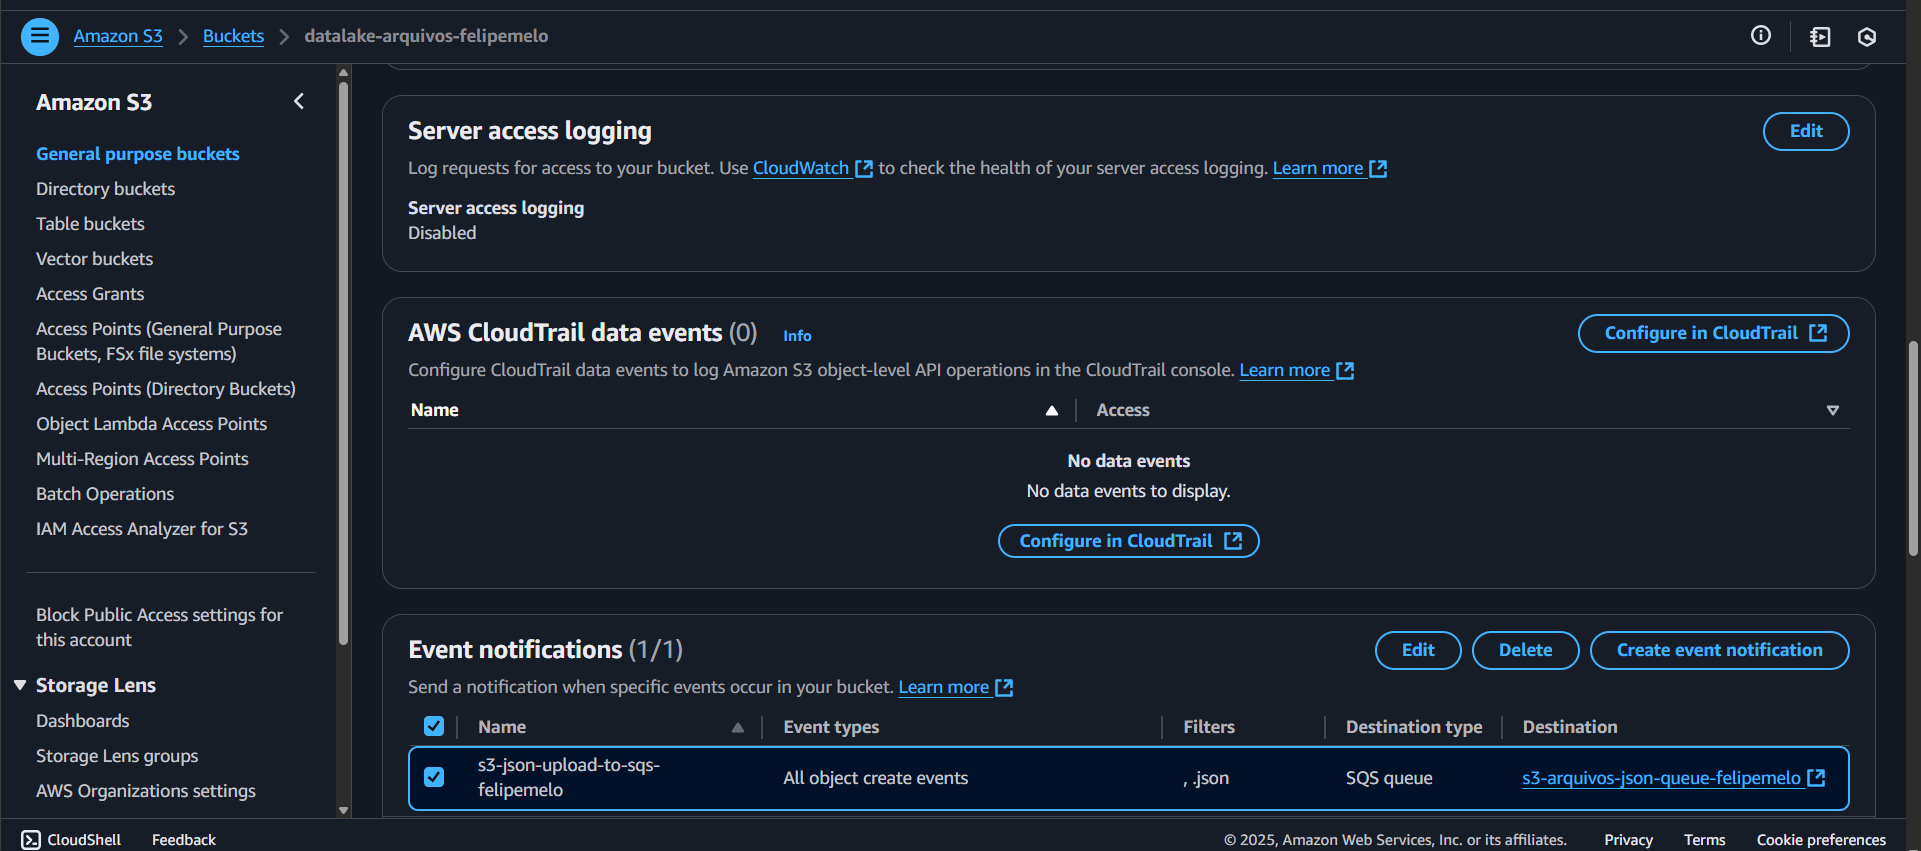 Amazon S3 > Buckets > datalake-arquivos-felipemelo
Amazon S3
General purpose buckets
Directory buckets
Table buckets
Vector buckets
Access Grants
Access Points (General Purpose
Buckets, FSx file systems)
Access Points (Directory Buckets)
Object Lambda Access Points
Multi-Region Access Points
Batch Operations
IAM Access Analyzer for S3
Block Public Access settings for
this account
Storage Lens
Dashboards
Storage Lens groups
AWS Organizations settings
Server access logging
Edit
Log requests for access to your bucket. Use CloudWatch to check the health of your server access logging. Learn more
Server access logging
Disabled
AWS CloudTrail data events (0) Info
Configure in CloudTrail
Configure CloudTrail data events to log Amazon S3 object-level API operations in the CloudTrail console. Learn more
Name Access
No data events
No data events to display.
Configure in CloudTrail
Event notifications (1/1)
Edit Delete Create event notification
Send a notification when specific events occur in your bucket. Learn more
Name Event types Filters Destination type Destination
s3-json-upload-to-sqs-
felipemelo
All object create events , .json SQS queue s3-arquivos-json-queue-felipemelo
CloudShell Feedback © 2025, Amazon Web Services, Inc. or its affiliates. Privacy Terms Cookie preferences